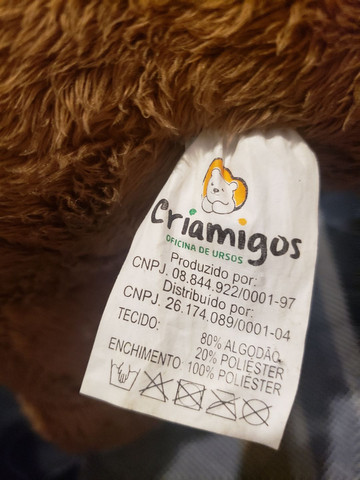 Criamigos
OFICINA DE URSOS
Produzido por:
CNPJ. 08.844.922/0001-97
Distribuido por:
CNPJ. 26.174.089/0001-04
TECIDO: 80% ALGODÃO
20% POLIÉSTER
ENCHIMENTO 100% POLIÉSTER